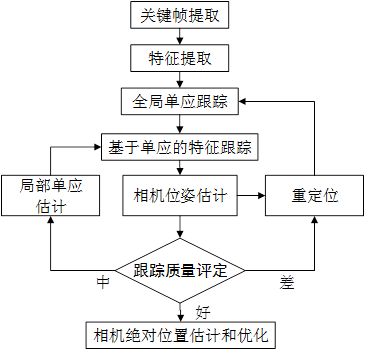 关键帧提取
特征提取
全局单应跟踪
基于单应的特征跟踪
局部单应
估计
相机位姿估计
重定位
跟踪质量评定
中
差
好
相机绝对位置估计和优化